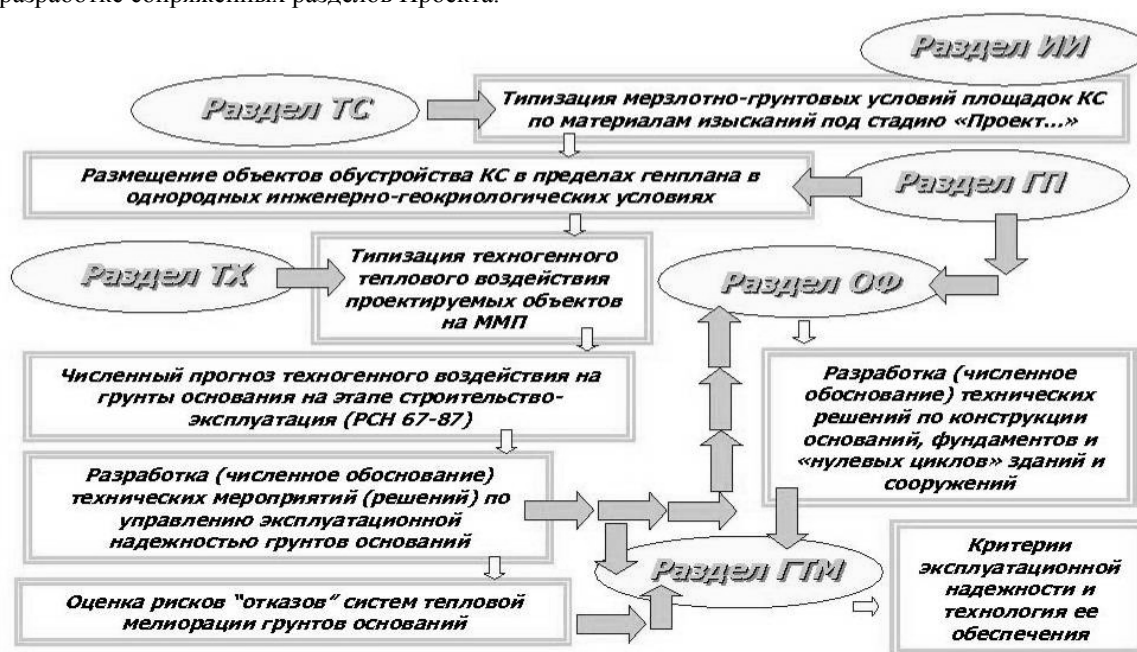 разработке сопряженных разделов Проекта.
Раздел ИИ
Раздел ТС
Типизация мерзлотно-грунтовых условий площадок КС
по материалам изысканий под стадию «Проект...»
Размещение объектов обустройства КС в пределах генплана в
однородных инженерно-геокриологических условиях
Раздел ГП
Раздел ТХ
Типизация техногенного
теплового воздействия
проектируемых объектов
на ММП
Раздел ОФ
Численный прогноз техногенного воздействия на
грунты основания на этапе строительство-
эксплуатация (РСН 67-87)
Разработка (численное
обоснование) технических
решений по конструкции
оснований, фундаментов и
«нулевых циклов» зданий и
сооружений
Разработка (численное обоснование)
технических мероприятий (решений) по
управлению эксплуатационной
надежностью грунтов оснований
Раздел ГТМ
Оценка рисков "отказов" систем тепловой
мелиорации грунтов оснований
Критерии
эксплуатационной
надежности и
технология ее
обеспечения